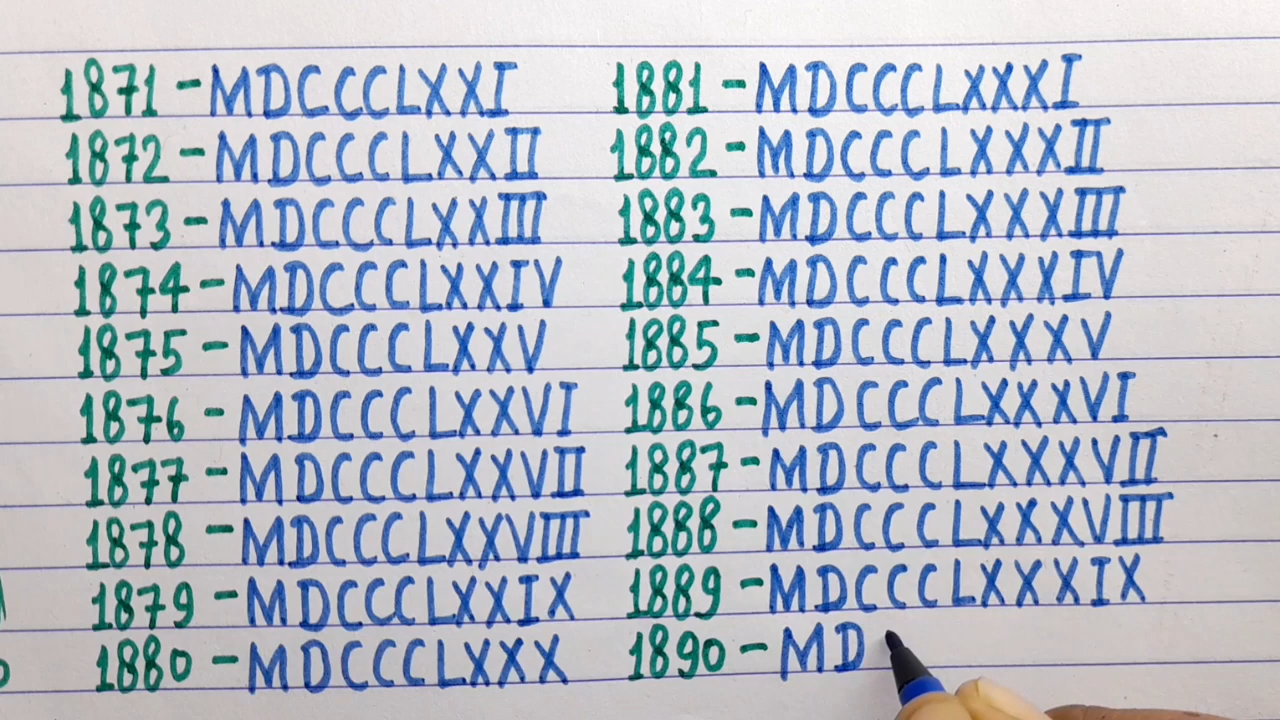 1871 - MDCCCLXXI
1872 - MDCCCLXXII
1873 - MDCCCLXXIII
1874 - MDCCCLXXIV
1875 - MDCCCLXXV
1876 - MDCCCLXXVI
1877 - MDCCCLXXVII
1878 - MDCCCLXXVIII
1879 - MDCCCLXXIX
1880 - MDCCCLXXX
1881 - MDCCCLXXXI
1882 - MDCCCLXXXII
1883 - MDCCCLXXXIII
1884 - MDCCCLXXXIV
1885 - MDCCCLXXXV
1886 - MDCCCLXXXVI
1887 - MDCCCLXXXVII
1888 - MDCCCLXXXVIII
1889 - MDCCCLXXXIX
1890 - MD